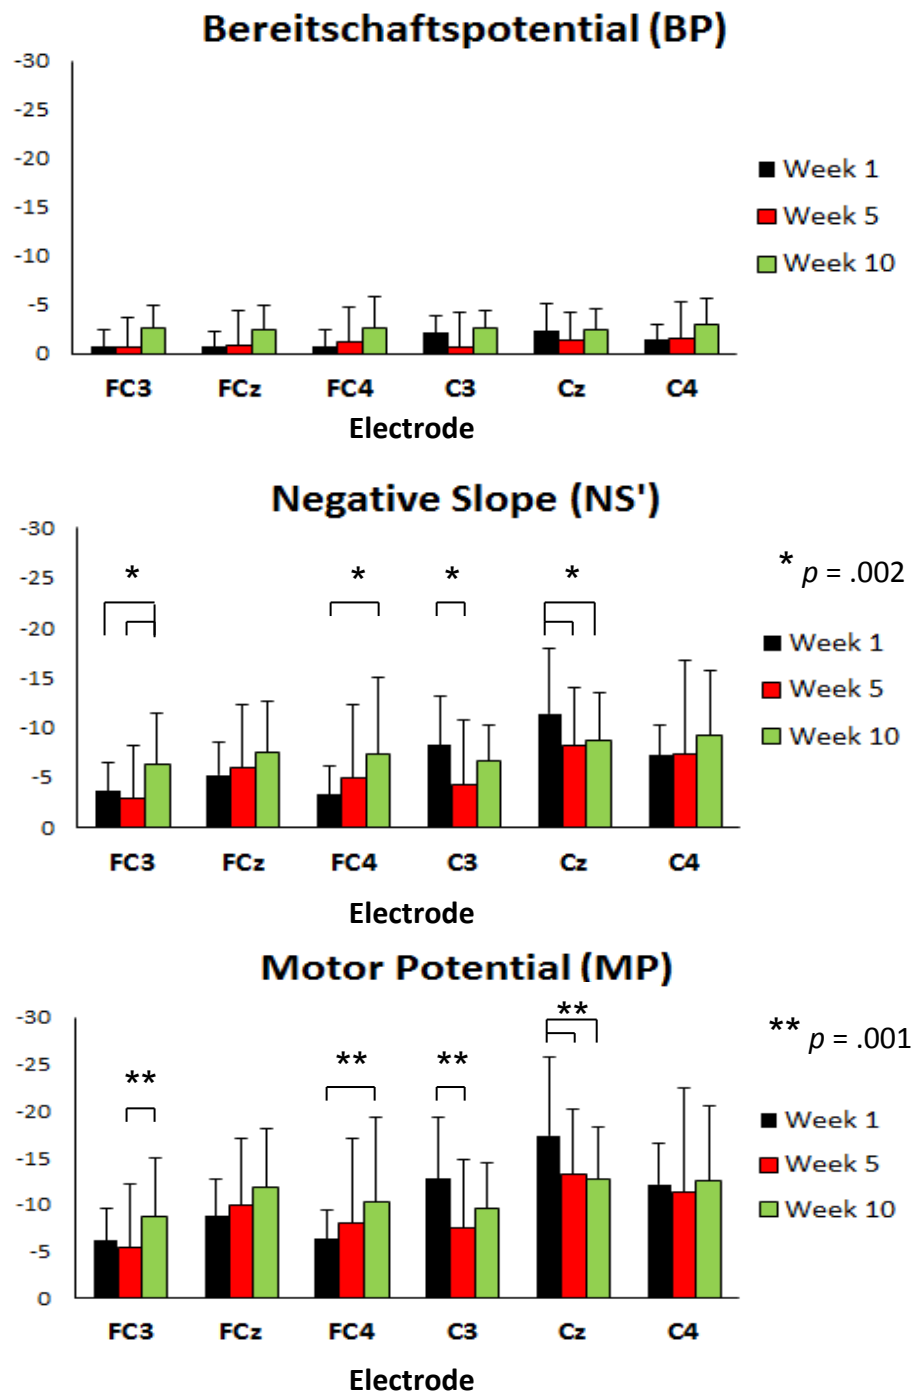 Bereitschaftspotential (BP)
-30
-25
-20
-15
-10
-5
0
Week 1
Week 5
Week 10
FC3 FCz FC4 C3 Cz C4
Electrode
Negative Slope (NS')
-30
-25
-20
-15
-10
-5
0
* * * *
* p = .002
Week 1
Week 5
Week 10
FC3 FCz FC4 C3 Cz C4
Electrode
Motor Potential (MP)
-30
-25
-20
-15
-10
-5
0
** ** ** **
** p = .001
Week 1
Week 5
Week 10
FC3 FCz FC4 C3 Cz C4
Electrode